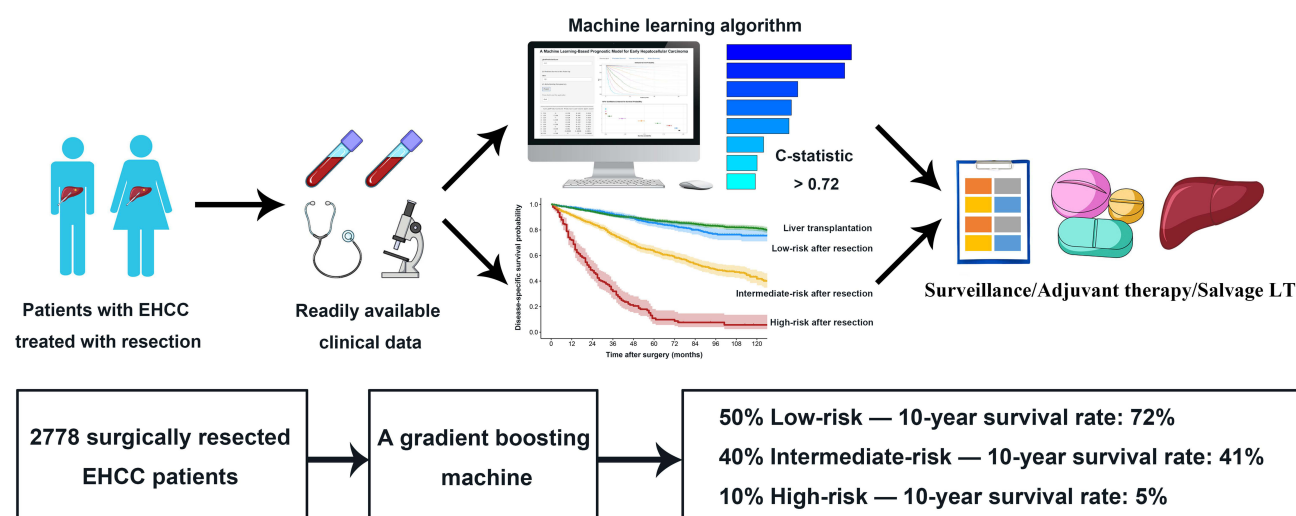 Machine learning algorithm
A Machine Learning-Based Prognostic Model for Early Hepatocellular Carcinoma
C-statistic
> 0.72
Patients with EHCC
treated with resection
Readily available
clinical data
Disease-specific survival probability
1.0
0.8
0.6
0.4
0.2
0.0
0 12 24 36 48 60 72 84 96 108 120
Time after surgery (months)
Liver transplantation
Low-risk after resection
Intermediate-risk after resection
High-risk after resection
Surveillance/Adjuvant therapy/Salvage LT
2778 surgically resected
EHCC patients
A gradient boosting
machine
50% Low-risk — 10-year survival rate: 72%
40% Intermediate-risk — 10-year survival rate: 41%
10% High-risk — 10-year survival rate: 5%